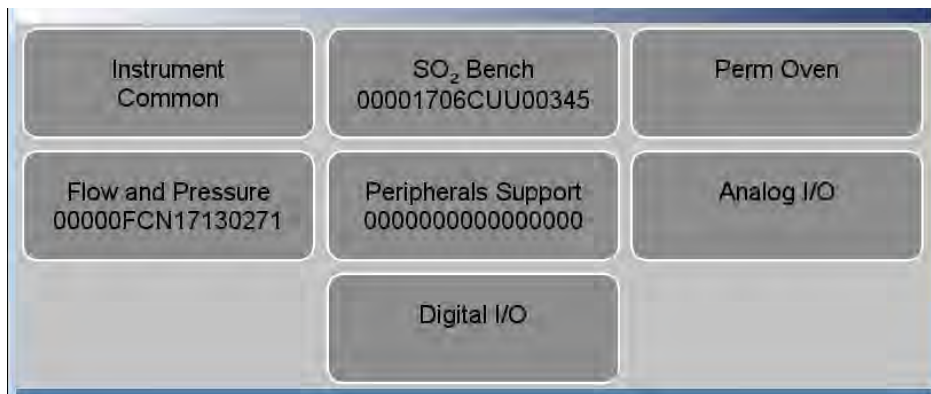 Instrument
Common
SO₂ Bench
00001706CUU00345
Perm Oven
Flow and Pressure
00000FCN17130271
Peripherals Support
0000000000000000
Analog I/O
Digital I/O